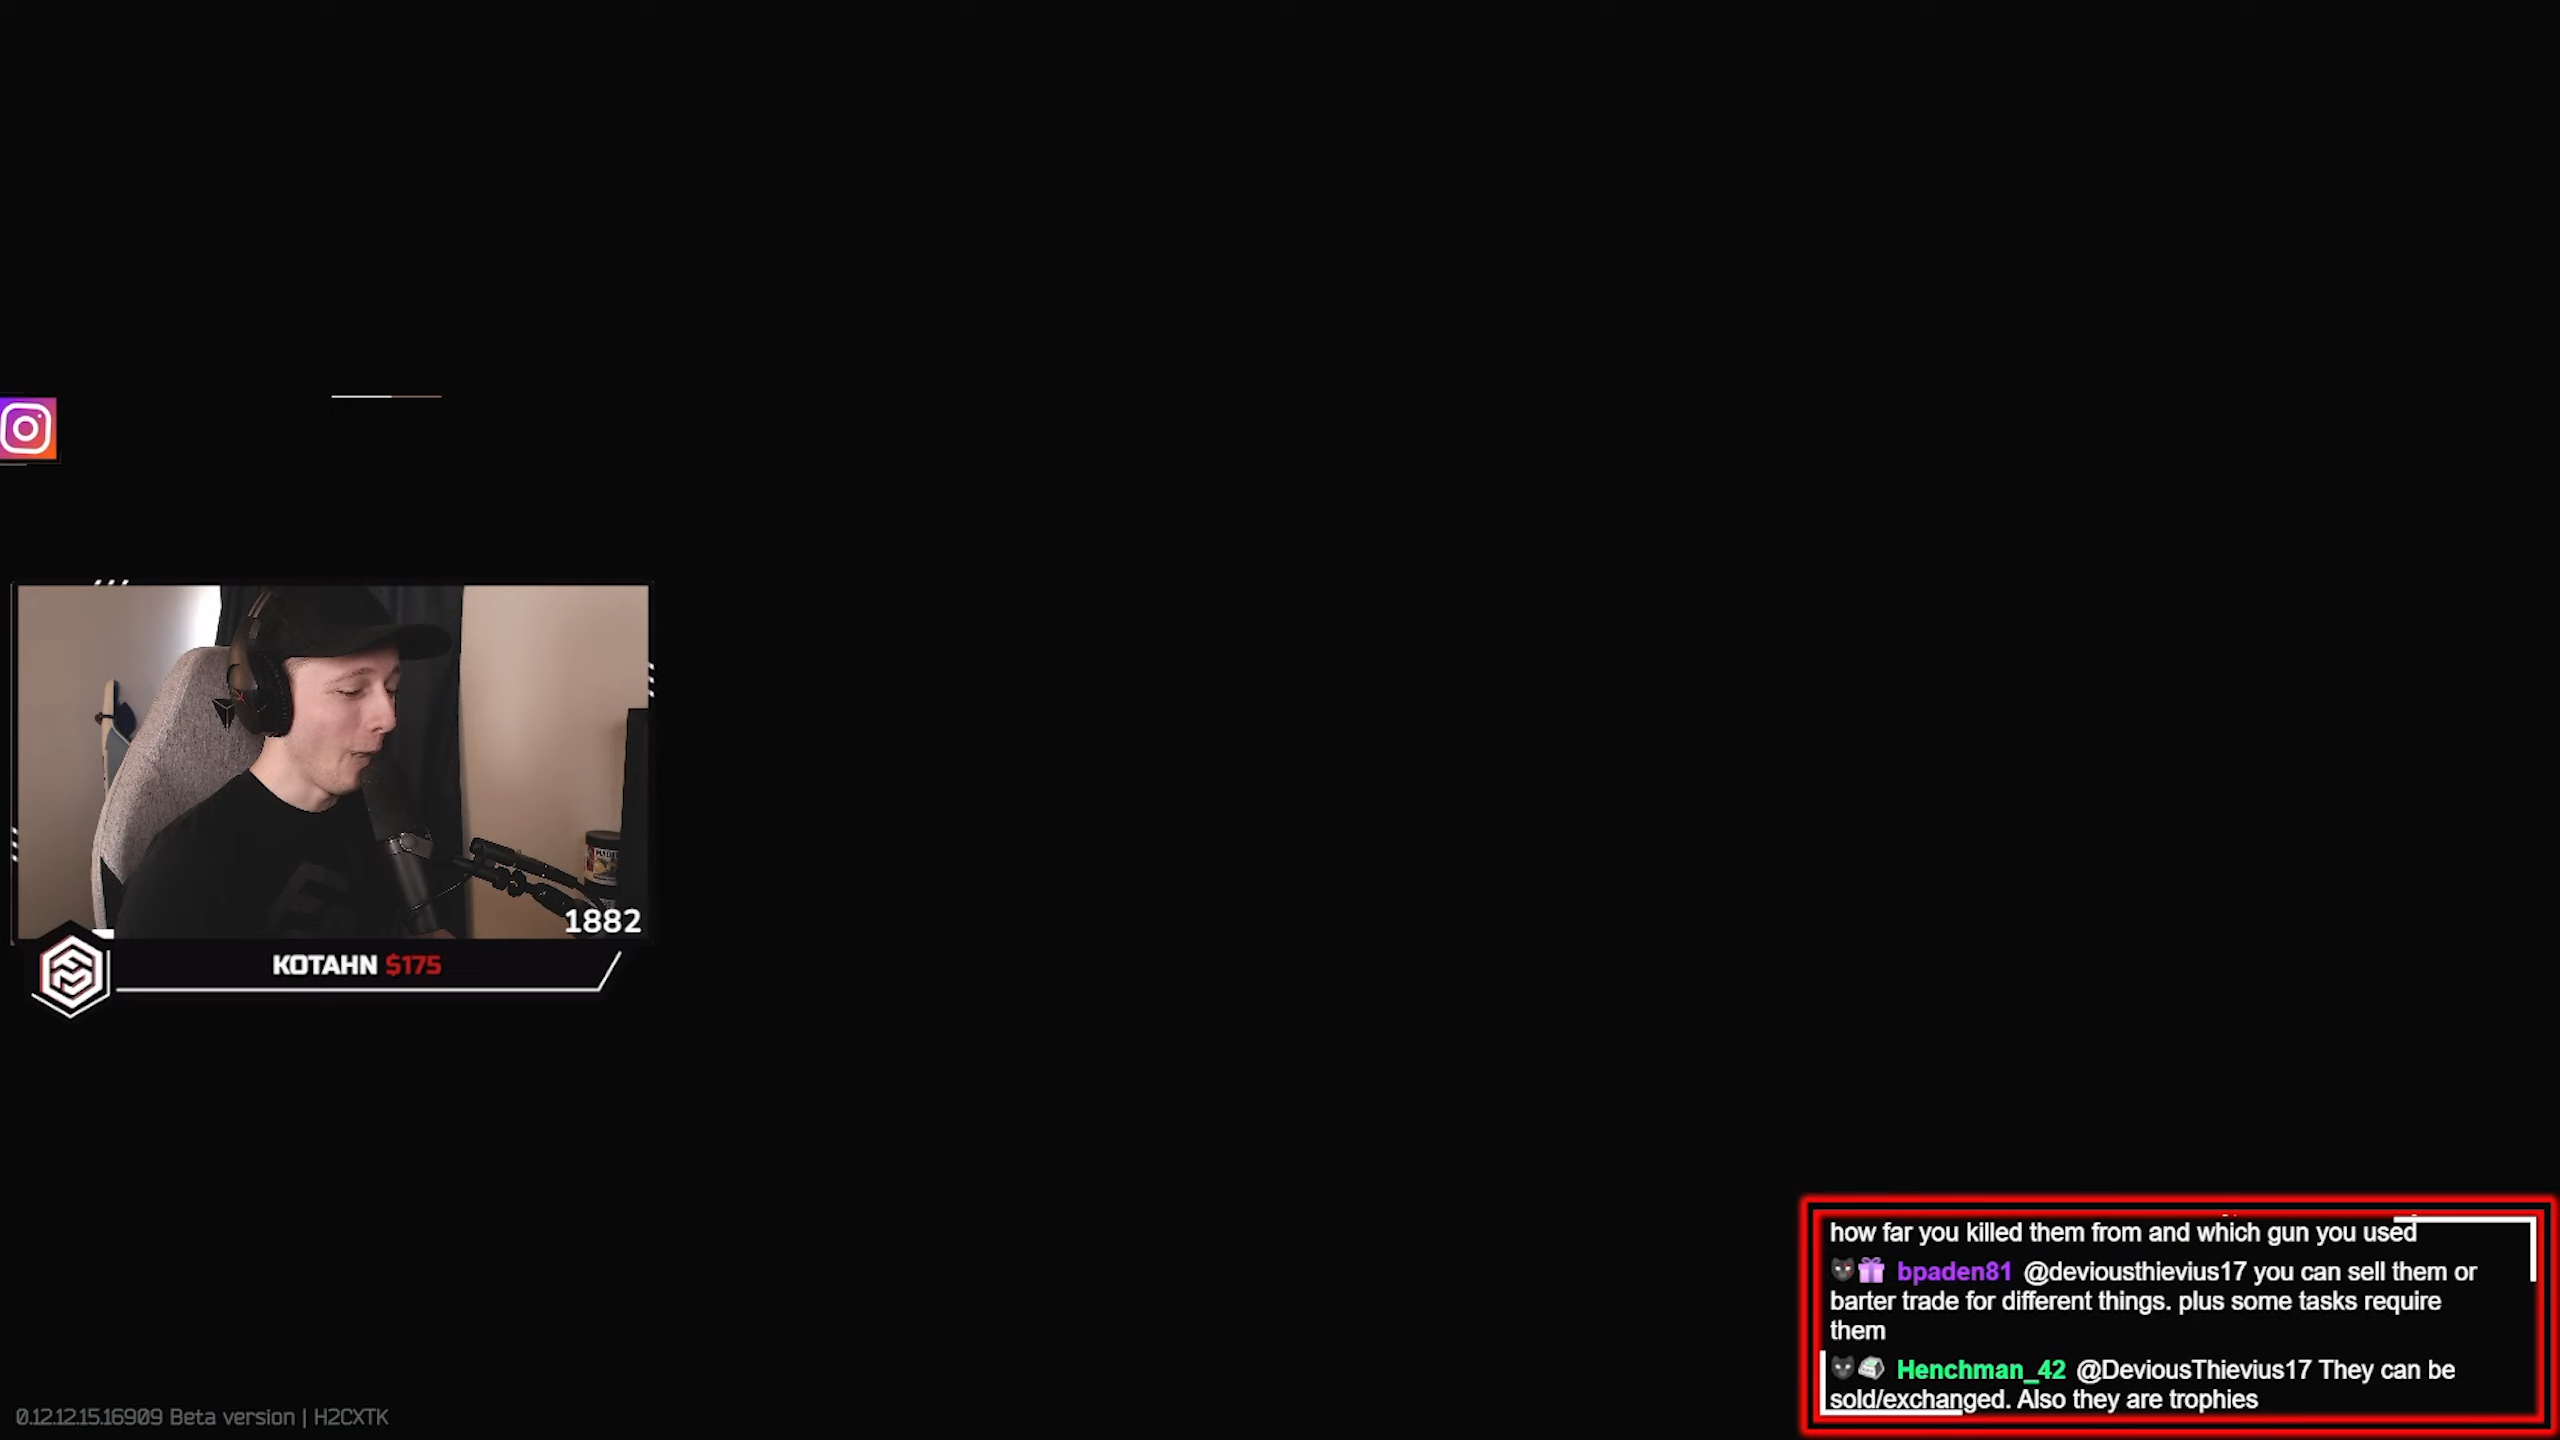 1882
KOTAHN $175
how far you killed them from and which gun you used
bpaden81 @deviousthievius17 you can sell them or
barter trade for different things. plus some tasks require
them
Henchman_42 @DeviousThievius17 They can be
sold/exchanged. Also they are trophies
0.12.12.15.16909 Beta version | H2CXTK